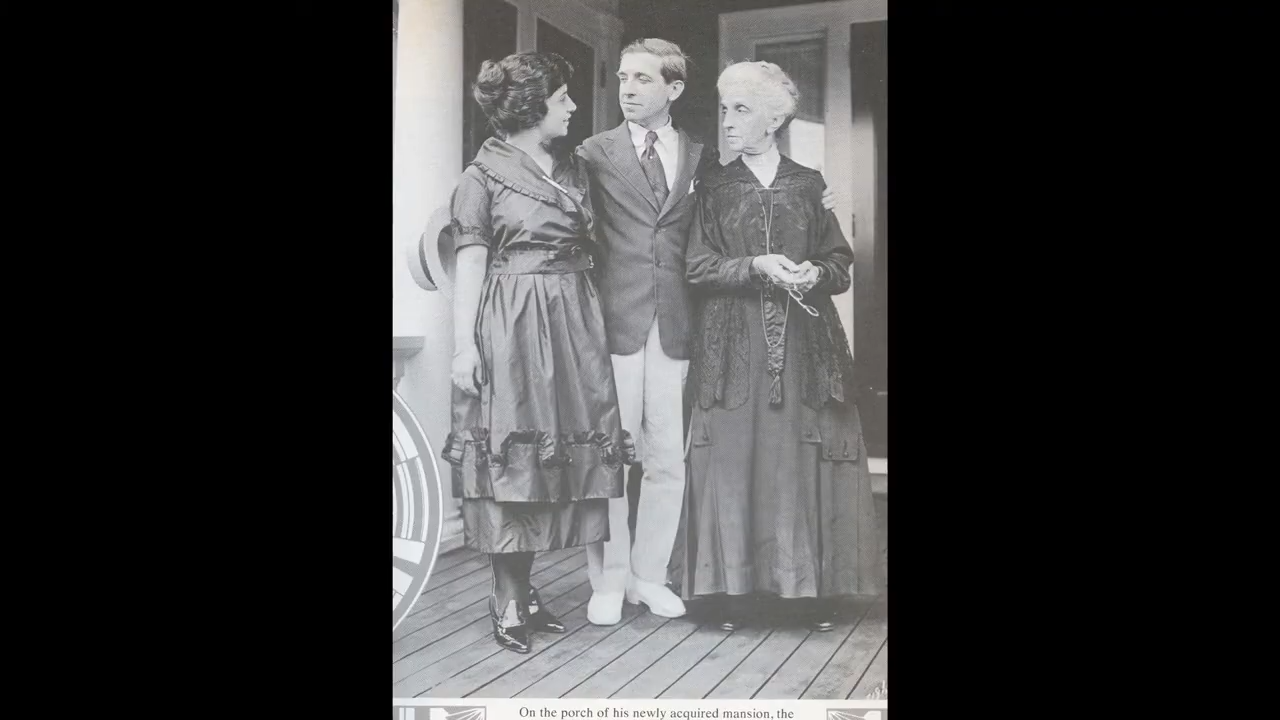 On the porch of his newly acquired mansion, the